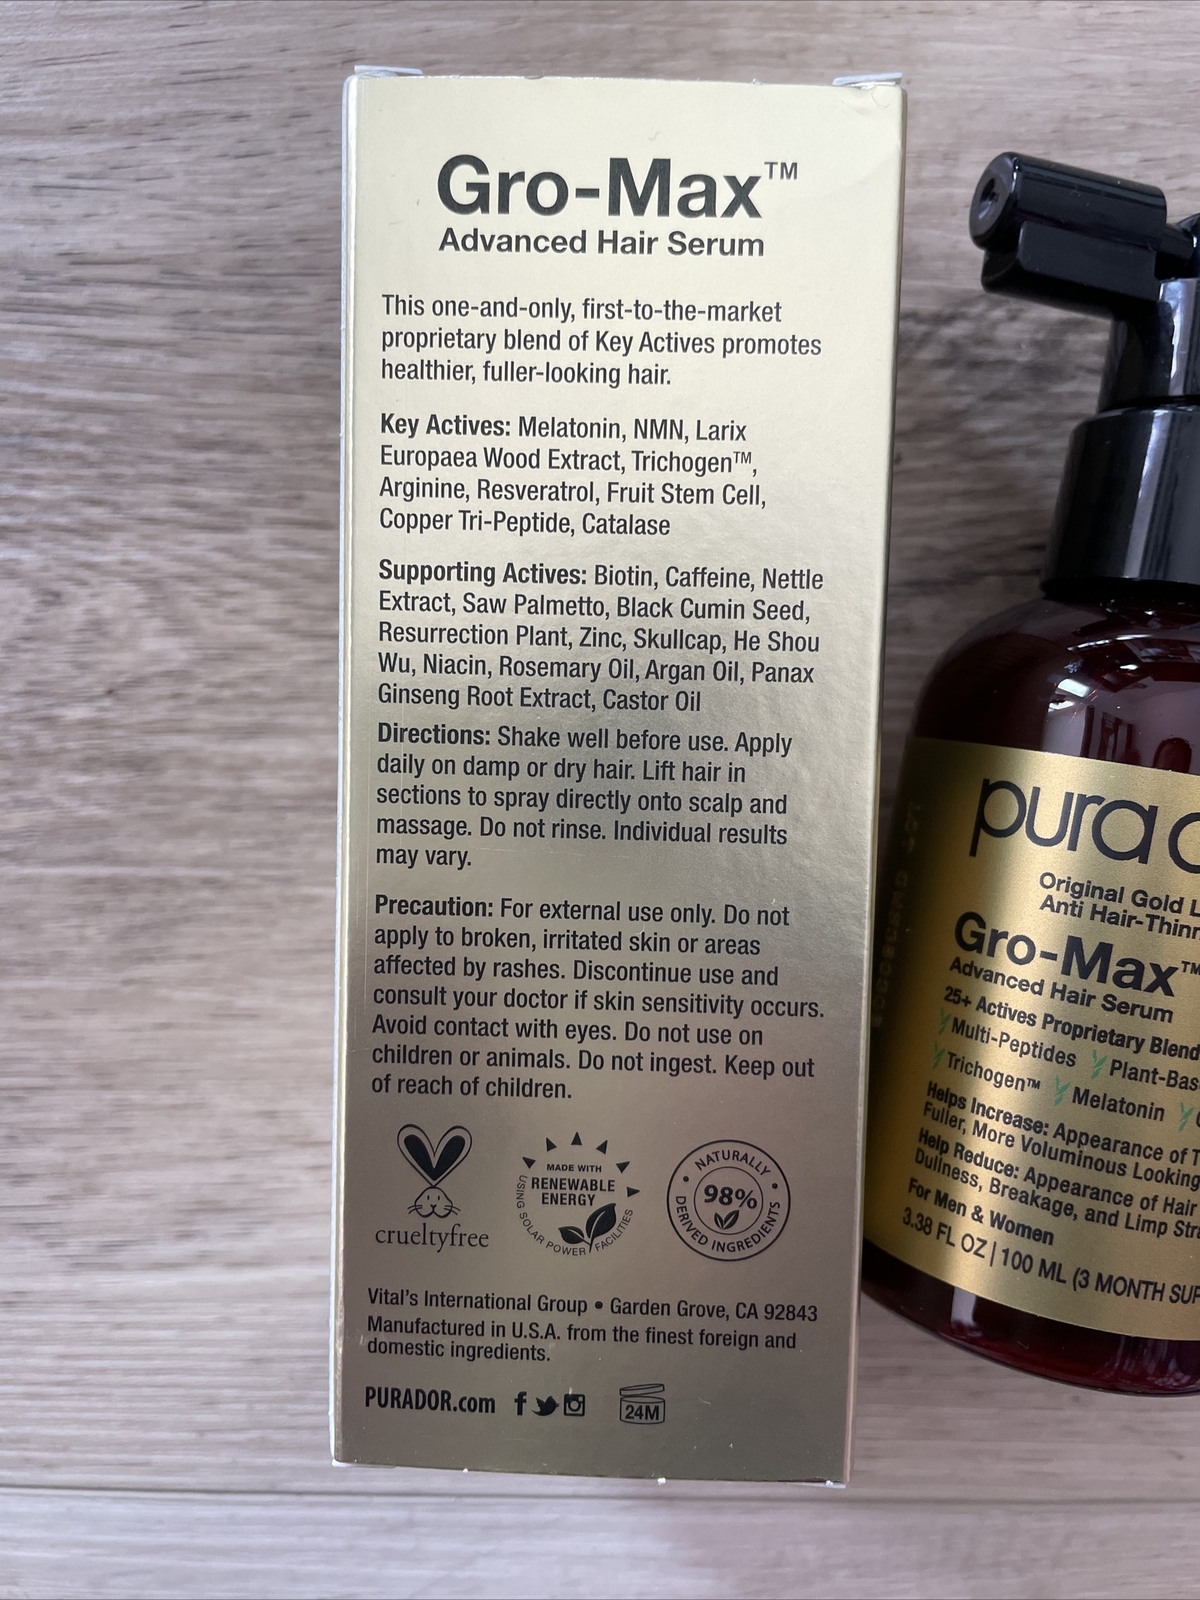 Gro-Max™
Advanced Hair Serum
This one-and-only, first-to-the-market
proprietary blend of Key Actives promotes
healthier, fuller-looking hair.
Key Actives: Melatonin, NMN, Larix
Europaea Wood Extract, Trichogen™,
Arginine, Resveratrol, Fruit Stem Cell,
Copper Tri-Peptide, Catalase
Supporting Actives: Biotin, Caffeine, Nettle
Extract, Saw Palmetto, Black Cumin Seed,
Resurrection Plant, Zinc, Skullcap, He Shou
Wu, Niacin, Rosemary Oil, Argan Oil, Panax
Ginseng Root Extract, Castor Oil
Directions: Shake well before use. Apply
daily on damp or dry hair. Lift hair in
sections to spray directly onto scalp and
massage. Do not rinse. Individual results
may vary.
Precaution: For external use only. Do not
apply to broken, irritated skin or areas
affected by rashes. Discontinue use and
consult your doctor if skin sensitivity occurs.
Avoid contact with eyes. Do not use on
children or animals. Do not ingest. Keep out
of reach of children.
crueltyfree
MADE WITH
RENEWABLE
ENERGY
USING SOLAR POWER FACILITIES
NATURALLY
98%
DERIVED INGREDIENTS
Vital's International Group • Garden Grove, CA 92843
Manufactured in U.S.A. from the finest foreign and
domestic ingredients.
PURADOR.com
24M
pura
Original Gold L
Anti Hair-Thinn
Gro-Max™
Advanced Hair Serum
25+ Actives Proprietary Blend
Multi-Peptides Plant-Bas
Trichogen™ Melatonin
Helps Increase: Appearance of T
Fuller, More Voluminous Looking
Help Reduce: Appearance of Hair
Dullness, Breakage, and Limp Str
For Men & Women
3.38 FL OZ | 100 ML (3 MONTH SUP